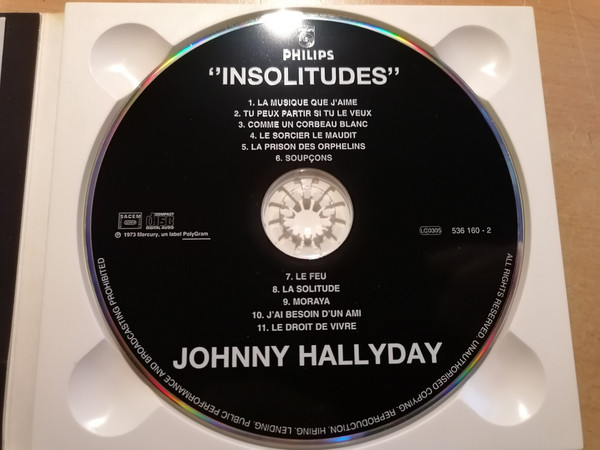 PHILIPS
‘’INSOLITUDES’’
1. LA MUSIQUE QUE J'AIME
2. TU PEUX PARTIR SI TU LE VEUX
3. COMME UN CORBEAU BLANC
4. LE SORCIER LE MAUDIT
5. LA PRISON DES ORPHELINS
6. SOUPÇONS
SACEM
COMPACT
disc
DIGITAL AUDIO
℗ 1973 Mercury, un label PolyGram
LC0305
536 160 - 2
7. LE FEU
8. LA SOLITUDE
9. MORAYA
10. J'AI BESOIN D'UN AMI
11. LE DROIT DE VIVRE
JOHNNY HALLYDAY
ALL RIGHTS RESERVED. UNAUTHORISED COPYING, REPRODUCTION, HIRING, LENDING, PUBLIC PERFORMANCE AND BROADCASTING PROHIBITED